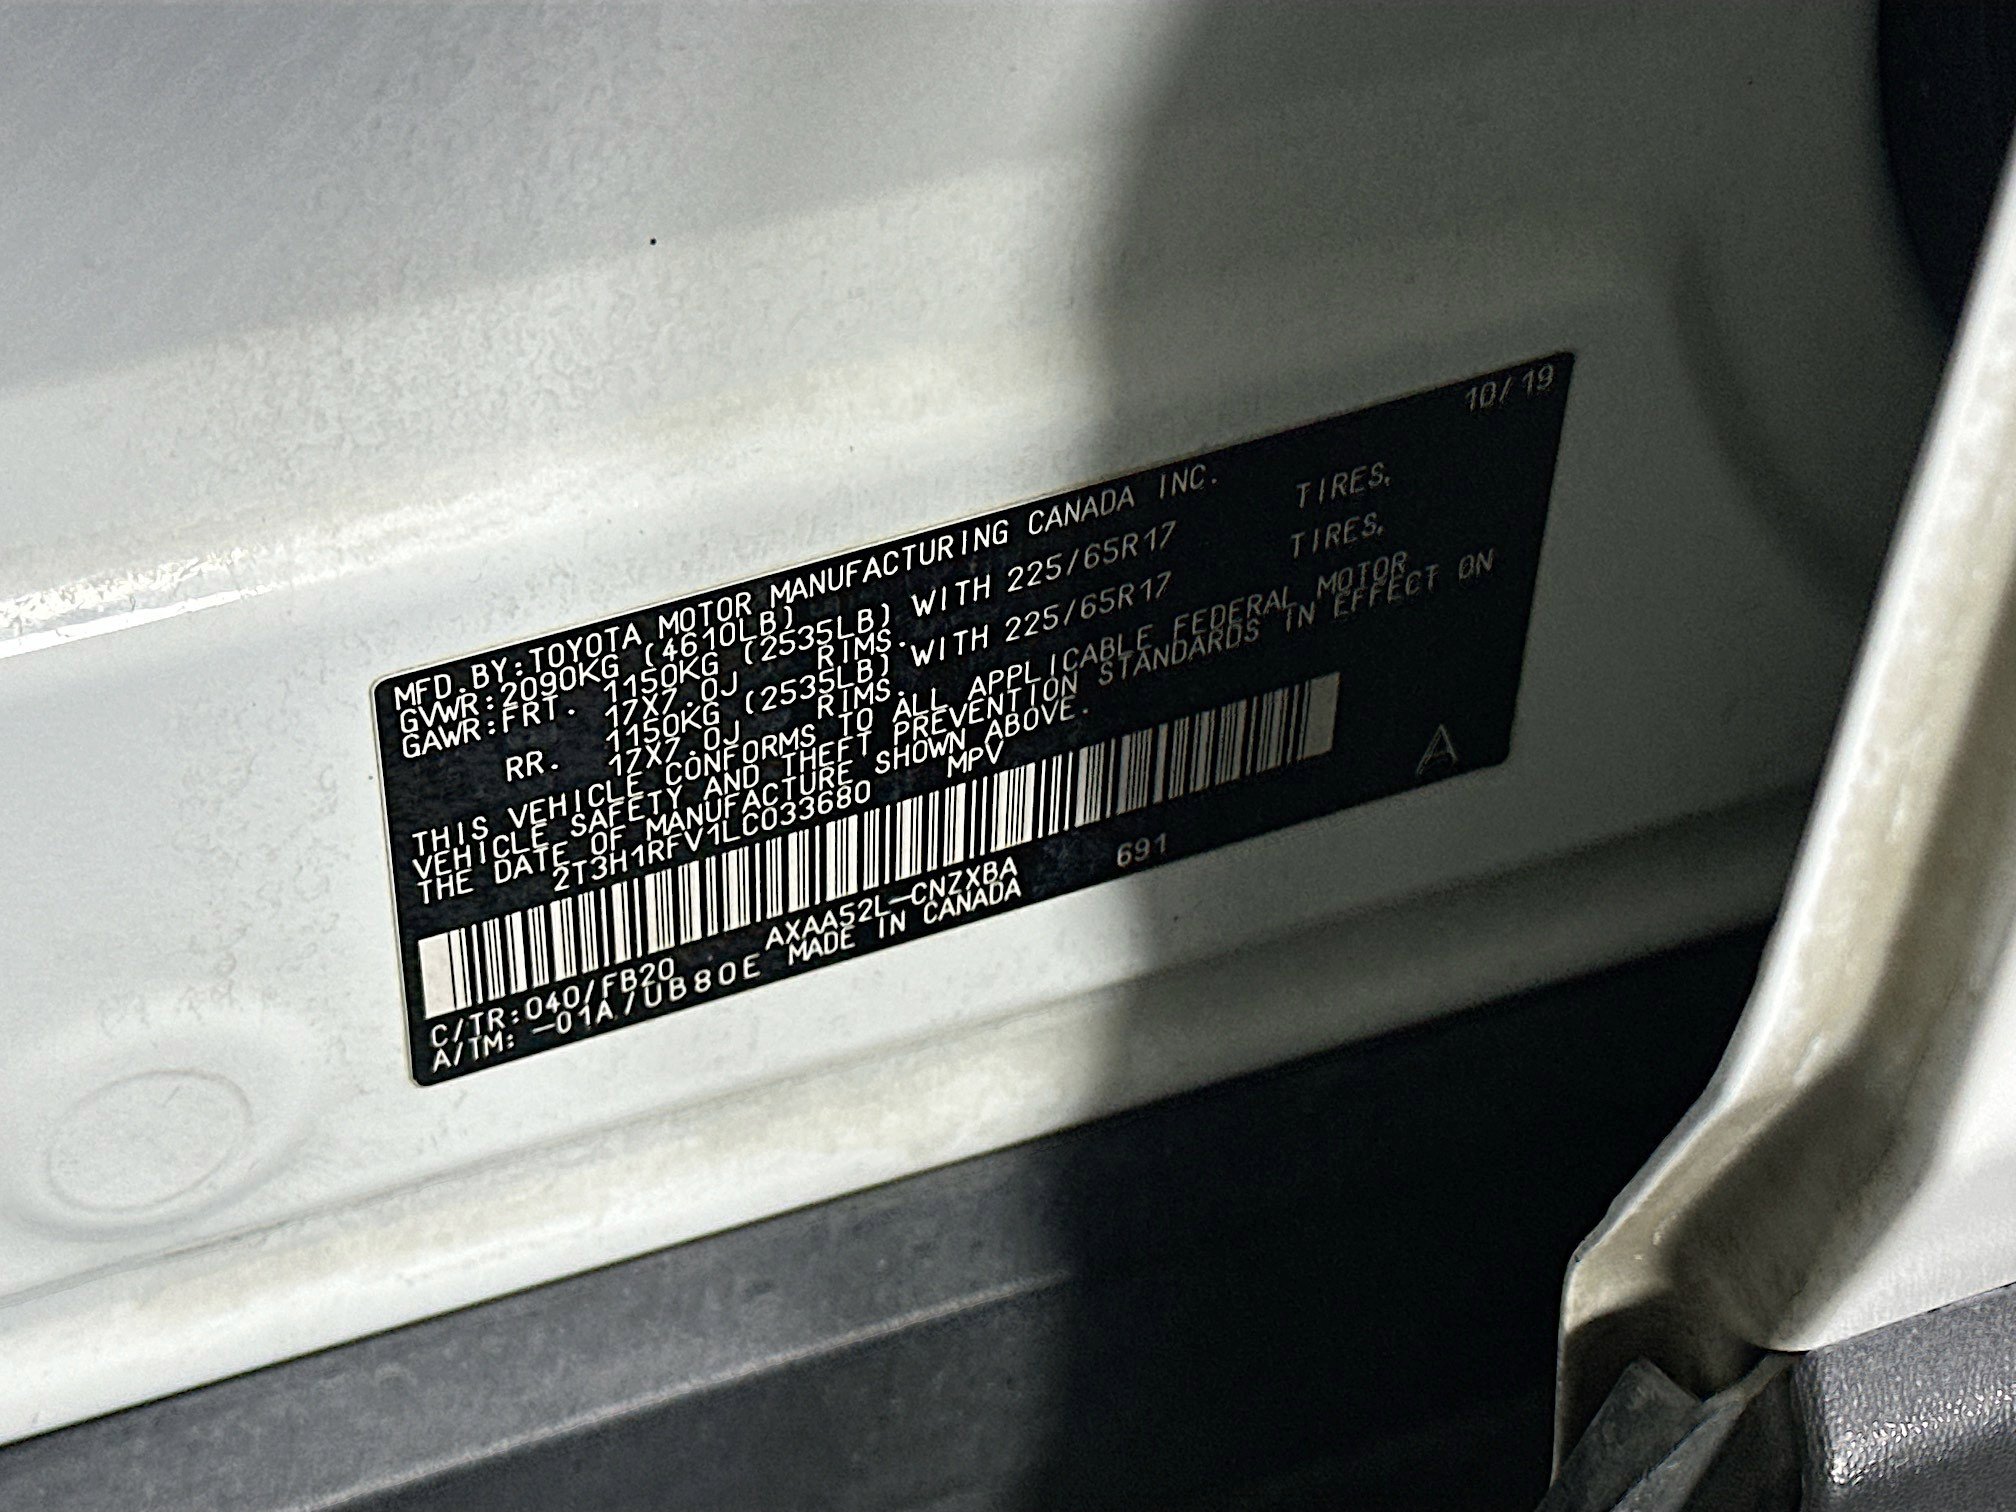 10/19
MFD.BY:TOYOTA MOTOR MANUFACTURING CANADA INC.
GVWR:2090KG (4610LB)
GAWR:FRT. 1150KG (2535LB) WITH 225/65R17 TIRES,
17X7.0J RIMS.
RR. 1150KG (2535LB) WITH 225/65R17 TIRES,
17X7.0J RIMS.
THIS VEHICLE CONFORMS TO ALL APPLICABLE FEDERAL MOTOR
VEHICLE SAFETY AND THEFT PREVENTION STANDARDS IN EFFECT ON
THE DATE OF MANUFACTURE SHOWN ABOVE.
2T3H1RFV1LC033680 MPV
A
C/TR:040/FB20 AXAA52L-CNZXBA 691
A/TM: -01A/UB80E MADE IN CANADA